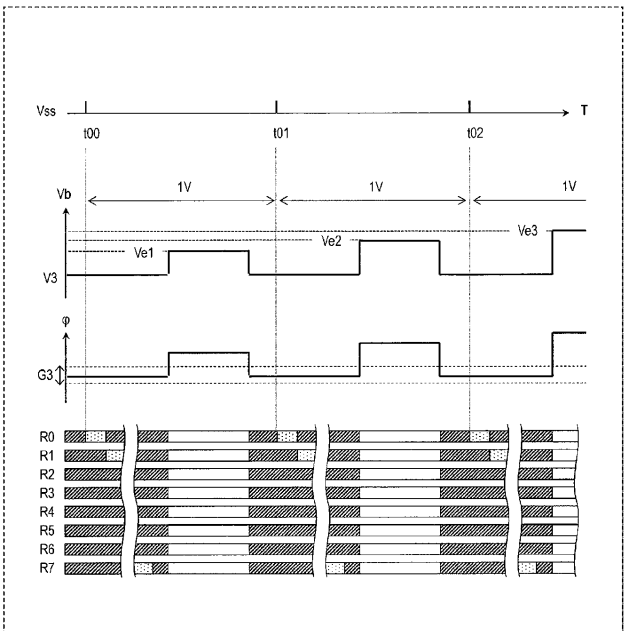 Vss
T
t00 t01 t02
1V 1V 1V
Vb
Ve1 Ve2 Ve3
V3
φ
G3
R0
R1
R2
R3
R4
R5
R6
R7